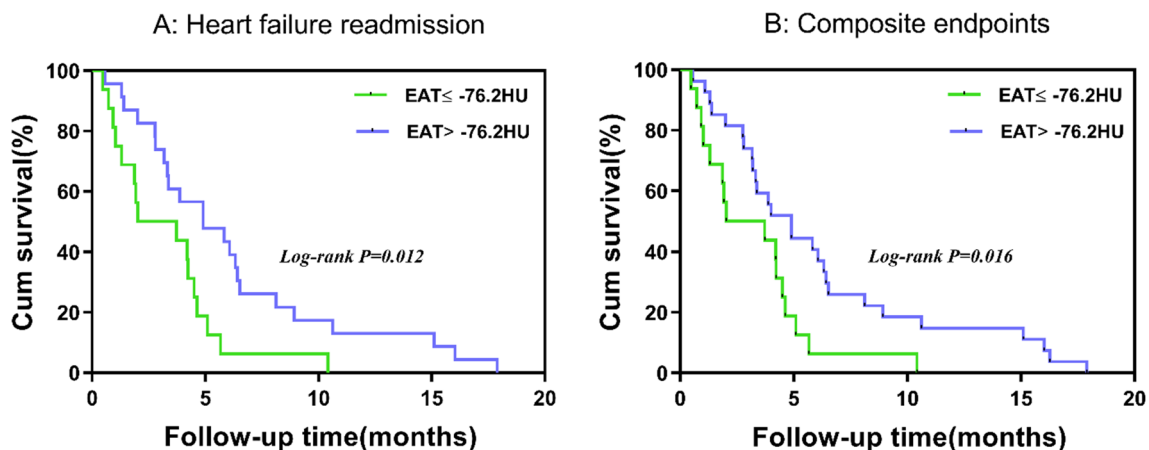 A: Heart failure readmission
B: Composite endpoints
100
80
60
40
20
0
Cum survival(%)
EAT≤ -76.2HU
EAT> -76.2HU
Log-rank P=0.012
0 5 10 15 20
Follow-up time(months)
100
80
60
40
20
0
Cum survival(%)
EAT≤ -76.2HU
EAT> -76.2HU
Log-rank P=0.016
0 5 10 15 20
Follow-up time(months)